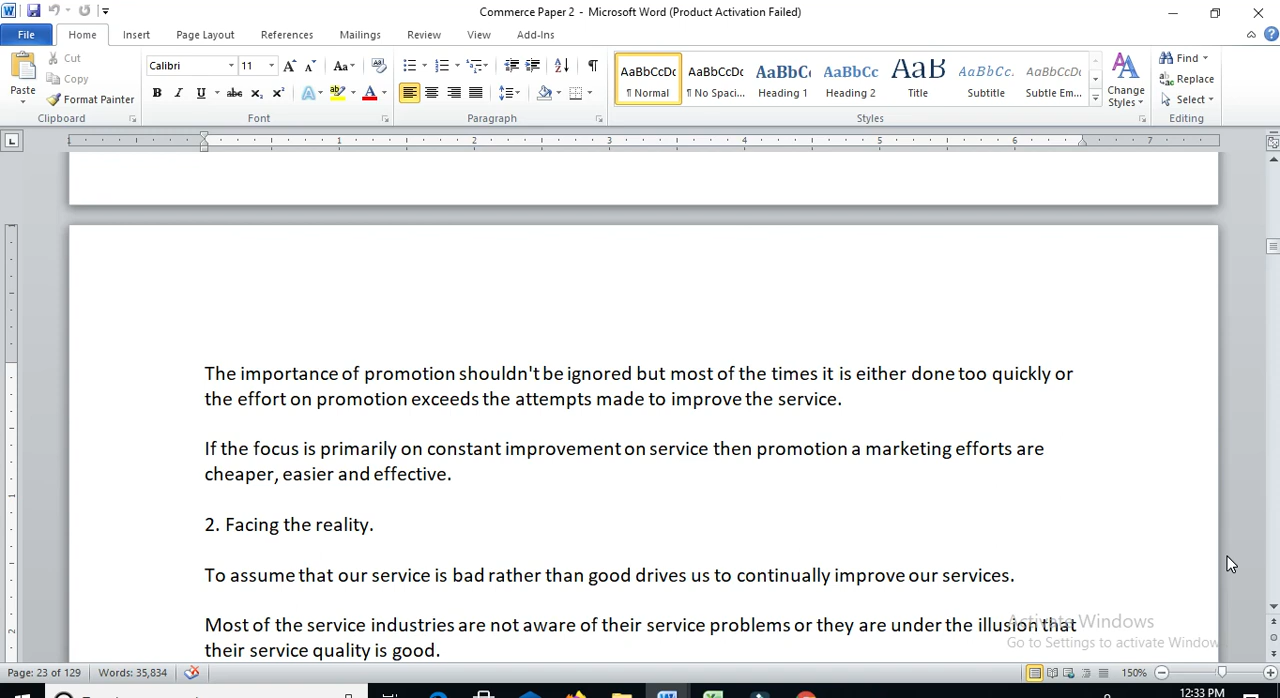 Commerce Paper 2 - Microsoft Word (Product Activation Failed)
File Home Insert Page Layout References Mailings Review View Add-Ins
Paste
Cut
Copy
Format Painter
Clipboard
Calibri 11
Font
Paragraph
AaBbCcDc AaBbCcDc AaBbC AaBbCc AaB AaBbCc. AaBbCcDc
¶ Normal ¶ No Spaci... Heading 1 Heading 2 Title Subtitle Subtle Em...
Styles
Change
Styles
Find
Replace
Select
Editing
1 2 3 4 5 6 7
The importance of promotion shouldn't be ignored but most of the times it is either done too quickly or
the effort on promotion exceeds the attempts made to improve the service.
If the focus is primarily on constant improvement on service then promotion a marketing efforts are
cheaper, easier and effective.
2. Facing the reality.
To assume that our service is bad rather than good drives us to continually improve our services.
Most of the service industries are not aware of their service problems or they are under the illusion that
their service quality is good.
Activate Windows
Go to Settings to activate Windows
Page: 23 of 129 Words: 35,834 150%
12:33 PM